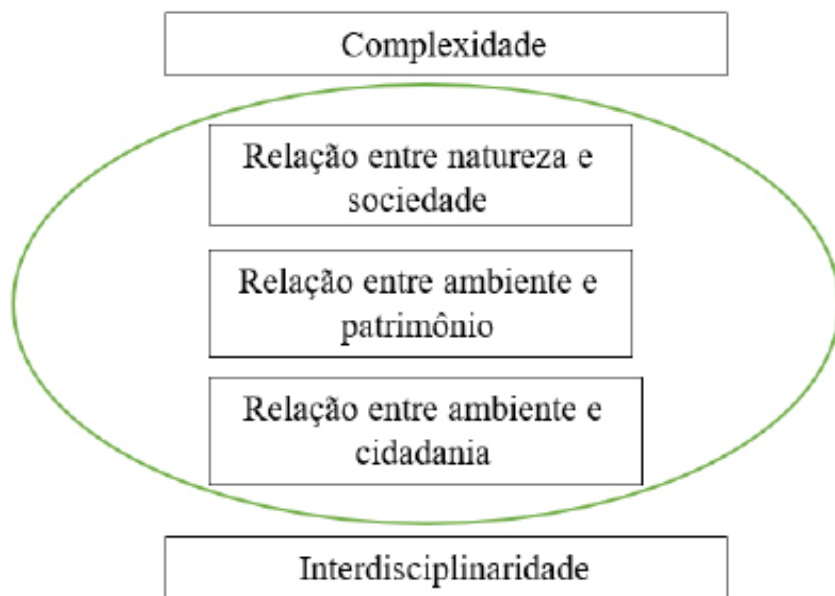 Complexidade
Relação entre natureza e
sociedade
Relação entre ambiente e
patrimônio
Relação entre ambiente e
cidadania
Interdisciplinaridade